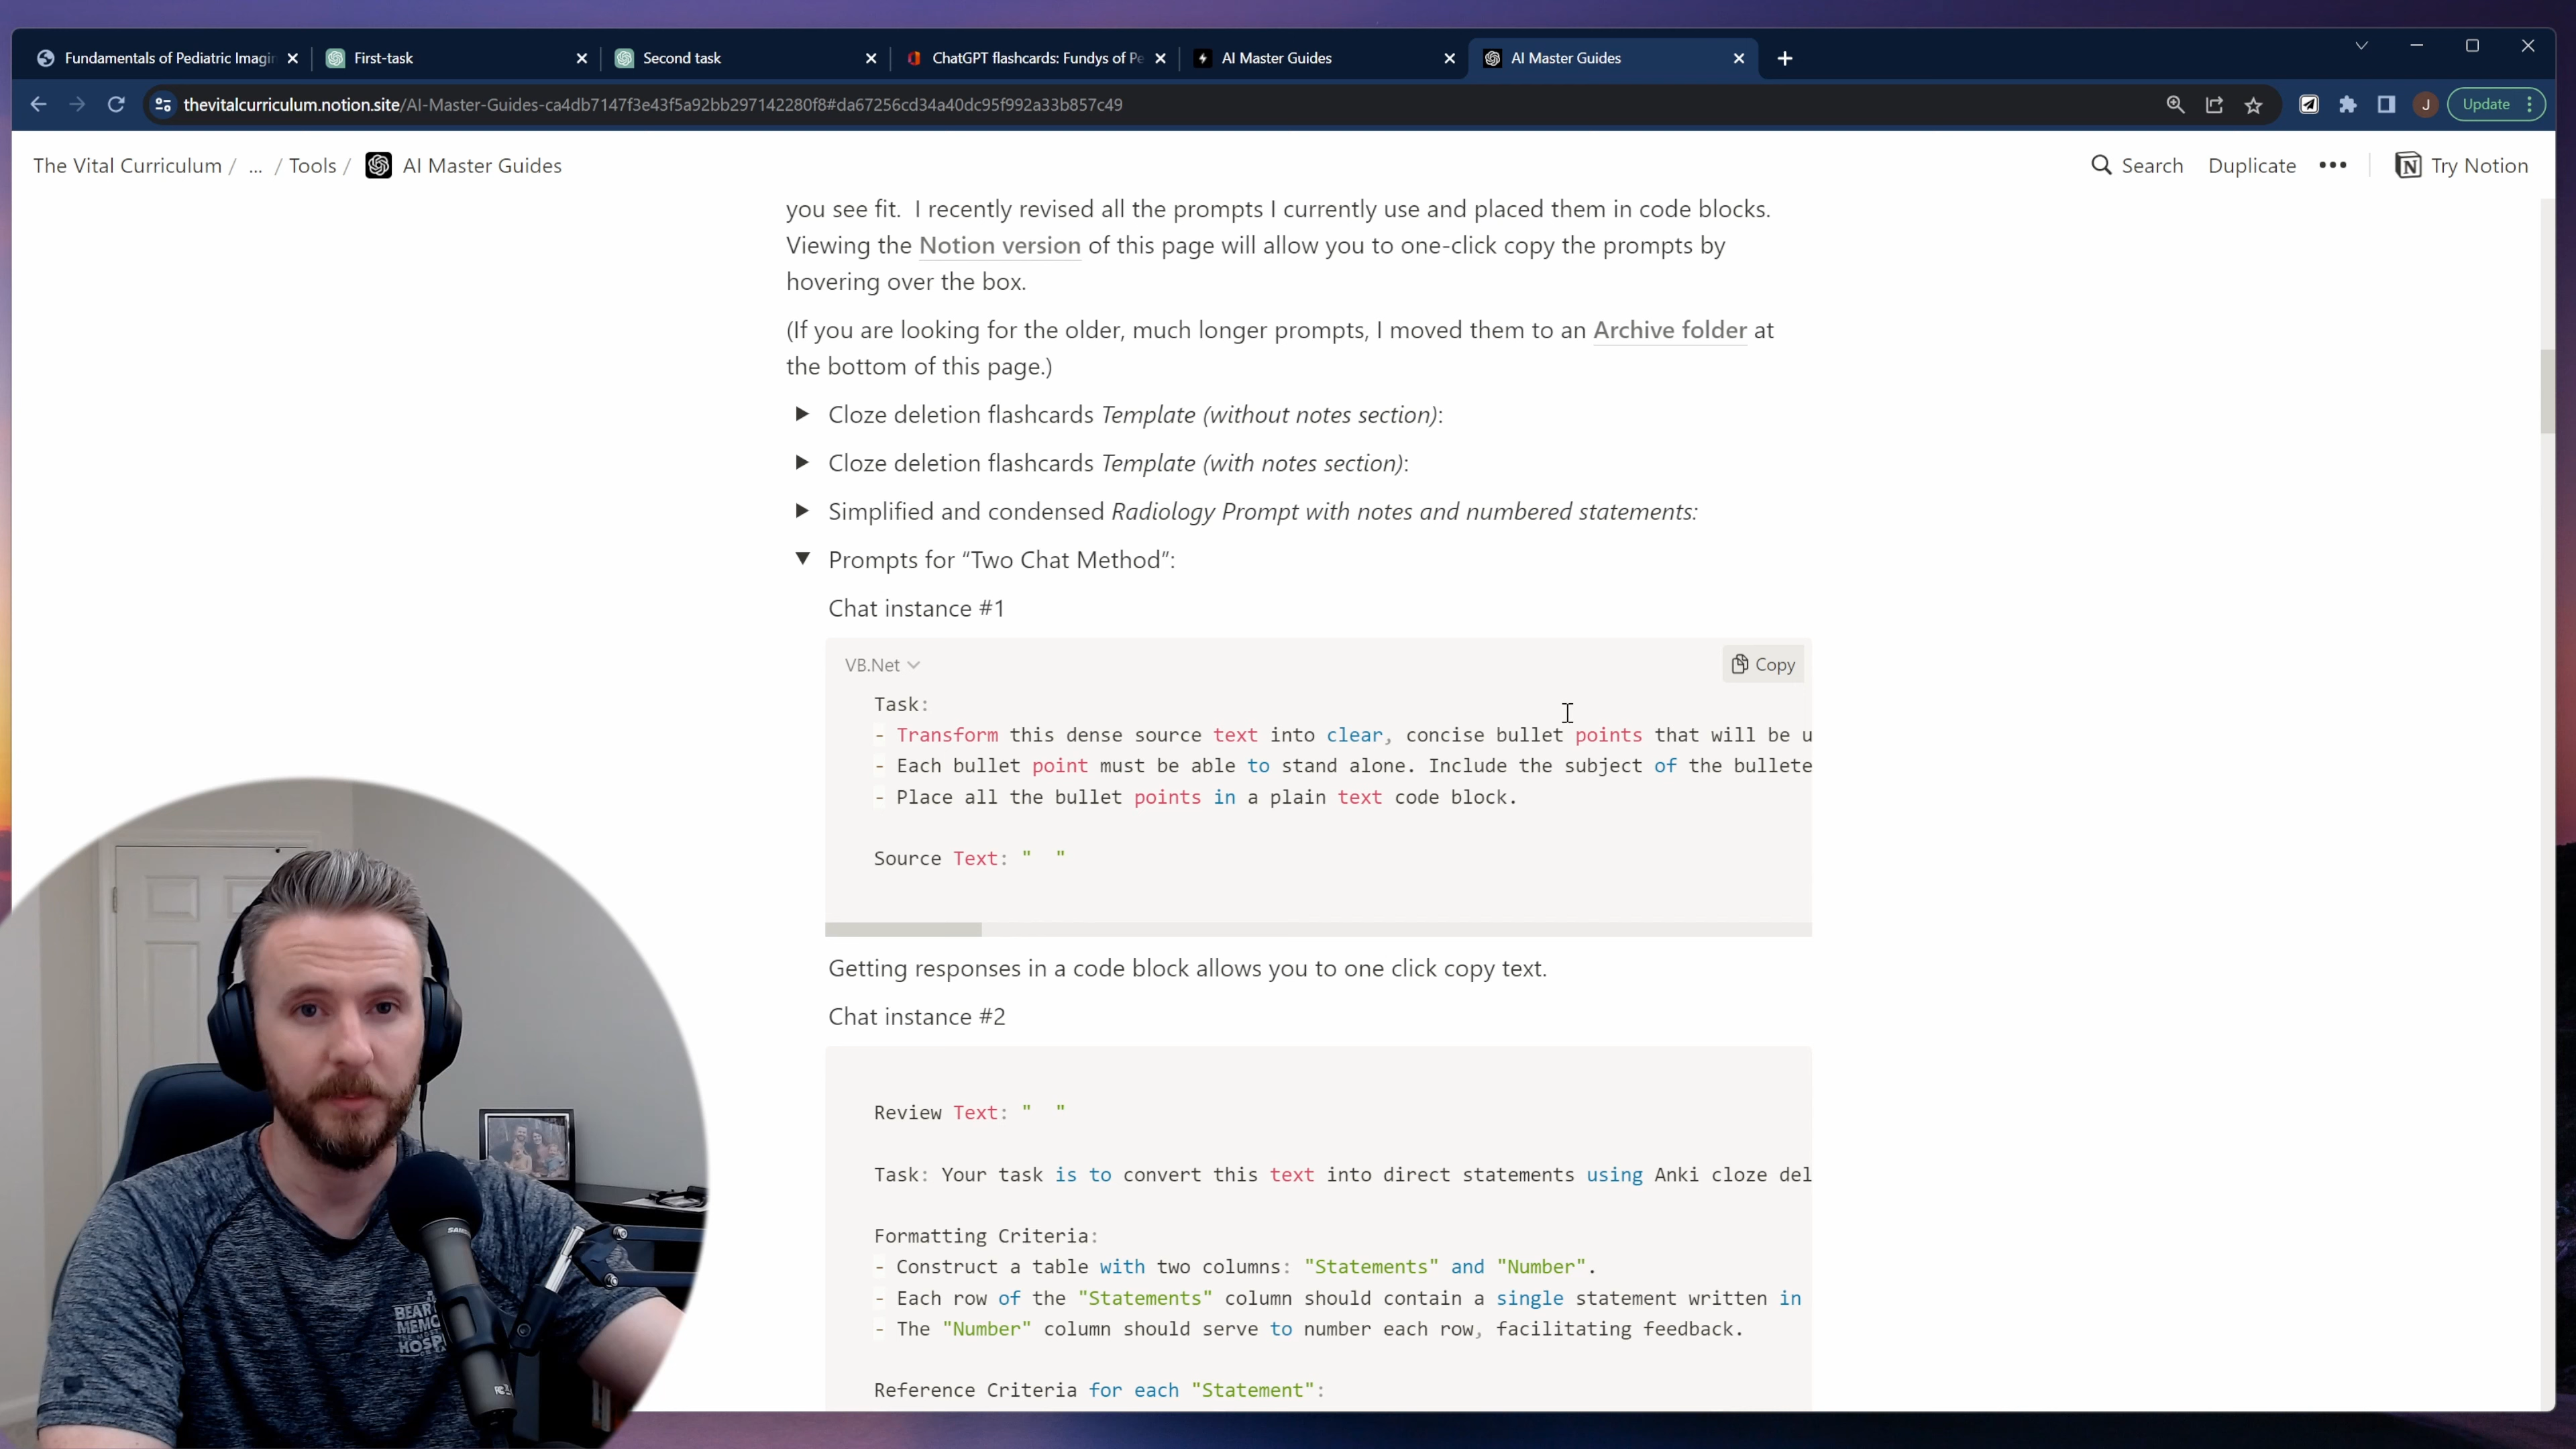 Fundamentals of Pediatric Imagin
First-task
Second task
ChatGPT flashcards: Fundys of Pe
AI Master Guides
AI Master Guides
thevitalcurriculum.notion.site/AI-Master-Guides-ca4db7147f3e43f5a92bb297142280f8#da67256cd34a40dc95f992a33b857c49
J
Update
The Vital Curriculum / ... / Tools / AI Master Guides
Search Duplicate ••• Try Notion
you see fit. I recently revised all the prompts I currently use and placed them in code blocks.
Viewing the Notion version of this page will allow you to one-click copy the prompts by
hovering over the box.
(If you are looking for the older, much longer prompts, I moved them to an Archive folder at
the bottom of this page.)
Cloze deletion flashcards Template (without notes section):
Cloze deletion flashcards Template (with notes section):
Simplified and condensed Radiology Prompt with notes and numbered statements:
Prompts for “Two Chat Method”:
Chat instance #1
VB.Net Copy
Task:
- Transform this dense source text into clear, concise bullet points that will be u
- Each bullet point must be able to stand alone. Include the subject of the bullete
- Place all the bullet points in a plain text code block.
Source Text: "  "
Getting responses in a code block allows you to one click copy text.
Chat instance #2
Review Text: "  "
Task: Your task is to convert this text into direct statements using Anki cloze del
Formatting Criteria:
- Construct a table with two columns: "Statements" and "Number".
- Each row of the "Statements" column should contain a single statement written in
- The "Number" column should serve to number each row, facilitating feedback.
Reference Criteria for each "Statement":
BEAR
MEMO
HOSP